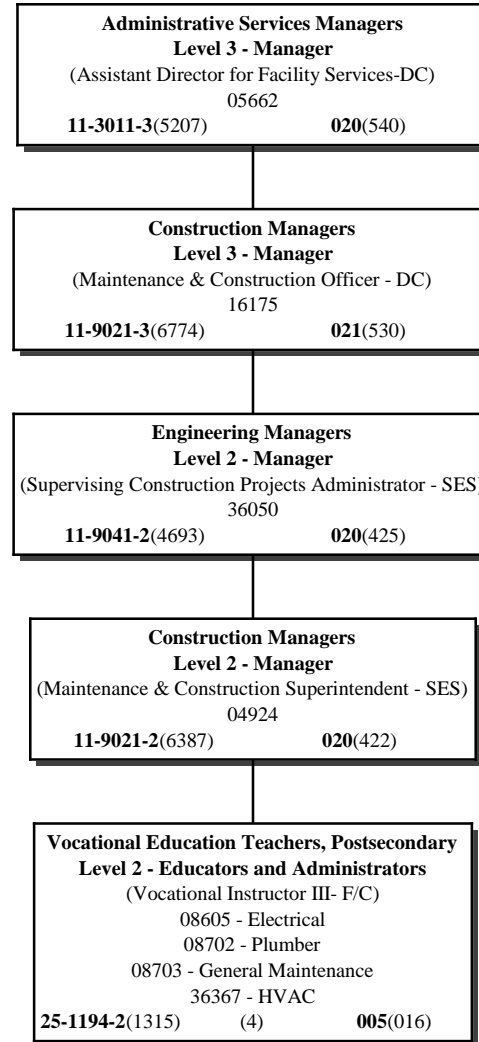 Administrative Services Managers
Level 3 - Manager
(Assistant Director for Facility Services-DC)
05662
11-3011-3(5207) 020(540)
Construction Managers
Level 3 - Manager
(Maintenance & Construction Officer - DC)
16175
11-9021-3(6774) 021(530)
Engineering Managers
Level 2 - Manager
(Supervising Construction Projects Administrator - SES)
36050
11-9041-2(4693) 020(425)
Construction Managers
Level 2 - Manager
(Maintenance & Construction Superintendent - SES)
04924
11-9021-2(6387) 020(422)
Vocational Education Teachers, Postsecondary
Level 2 - Educators and Administrators
(Vocational Instructor III- F/C)
08605 - Electrical
08702 - Plumber
08703 - General Maintenance
36367 - HVAC
25-1194-2(1315) (4) 005(016)